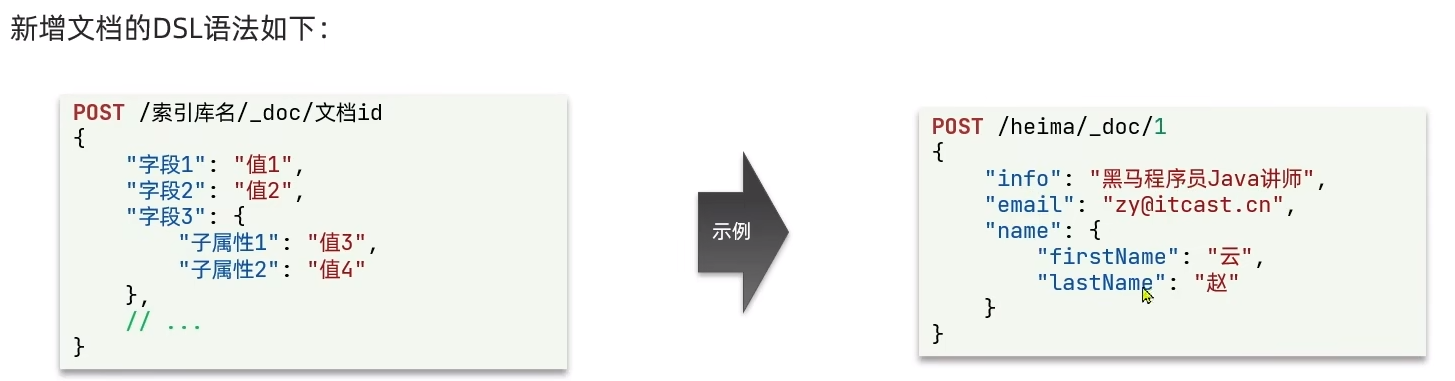 新增文档的DSL语法如下：
POST /索引库名/_doc/文档id
{
"字段1": "值1",
"字段2": "值2",
"字段3": {
"子属性1": "值3",
"子属性2": "值4"
},
// ...
}
示例
POST /heima/_doc/1
{
"info": "黑马程序员Java讲师",
"email": "zy@itcast.cn",
"name": {
"firstName": "云",
"lastName": "赵"
}
}